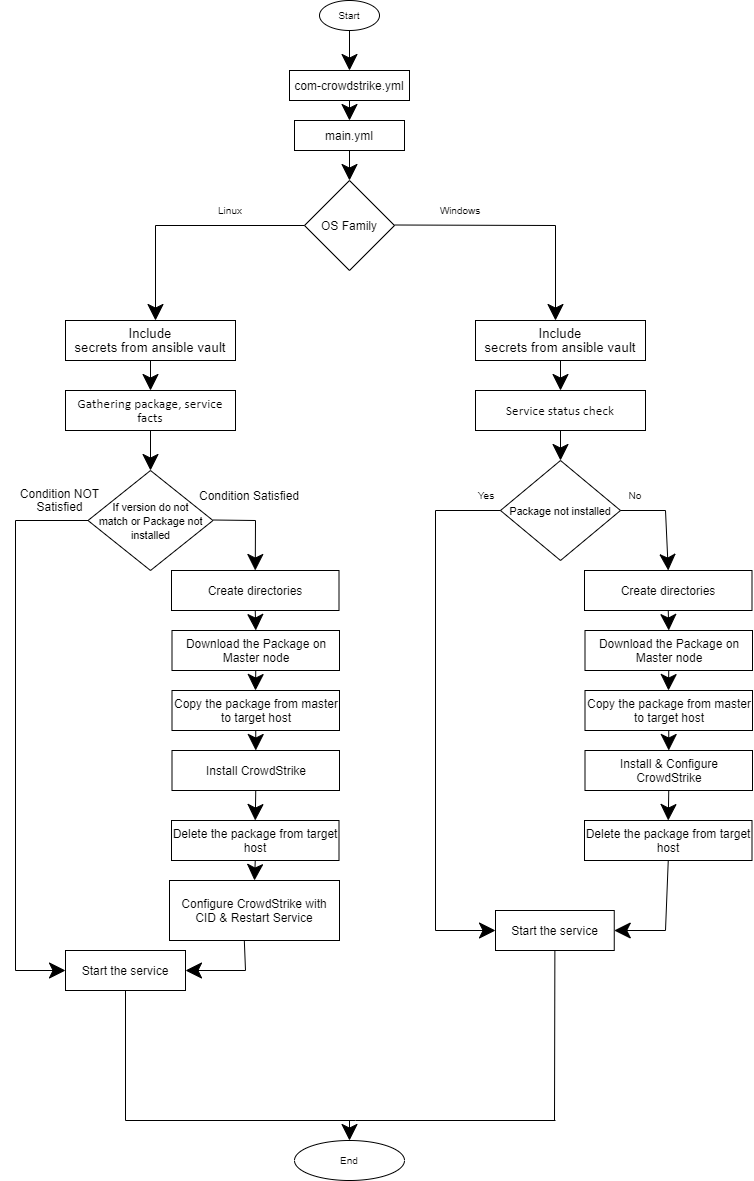 Start
com-crowdstrike.yml
main.yml
Linux
Windows
OS Family
Include
secrets from ansible vault
Include
secrets from ansible vault
Gathering package, service
facts
Service status check
Condition NOT
Satisfied
If version do not
match or Package not
installed
Condition Satisfied
Yes
Package not installed
No
Create directories
Create directories
Download the Package on
Master node
Download the Package on
Master node
Copy the package from master
to target host
Copy the package from master
to target host
Install CrowdStrike
Install & Configure
CrowdStrike
Delete the package from target
host
Delete the package from target
host
Configure CrowdStrike with
CID & Restart Service
Start the service
Start the service
End